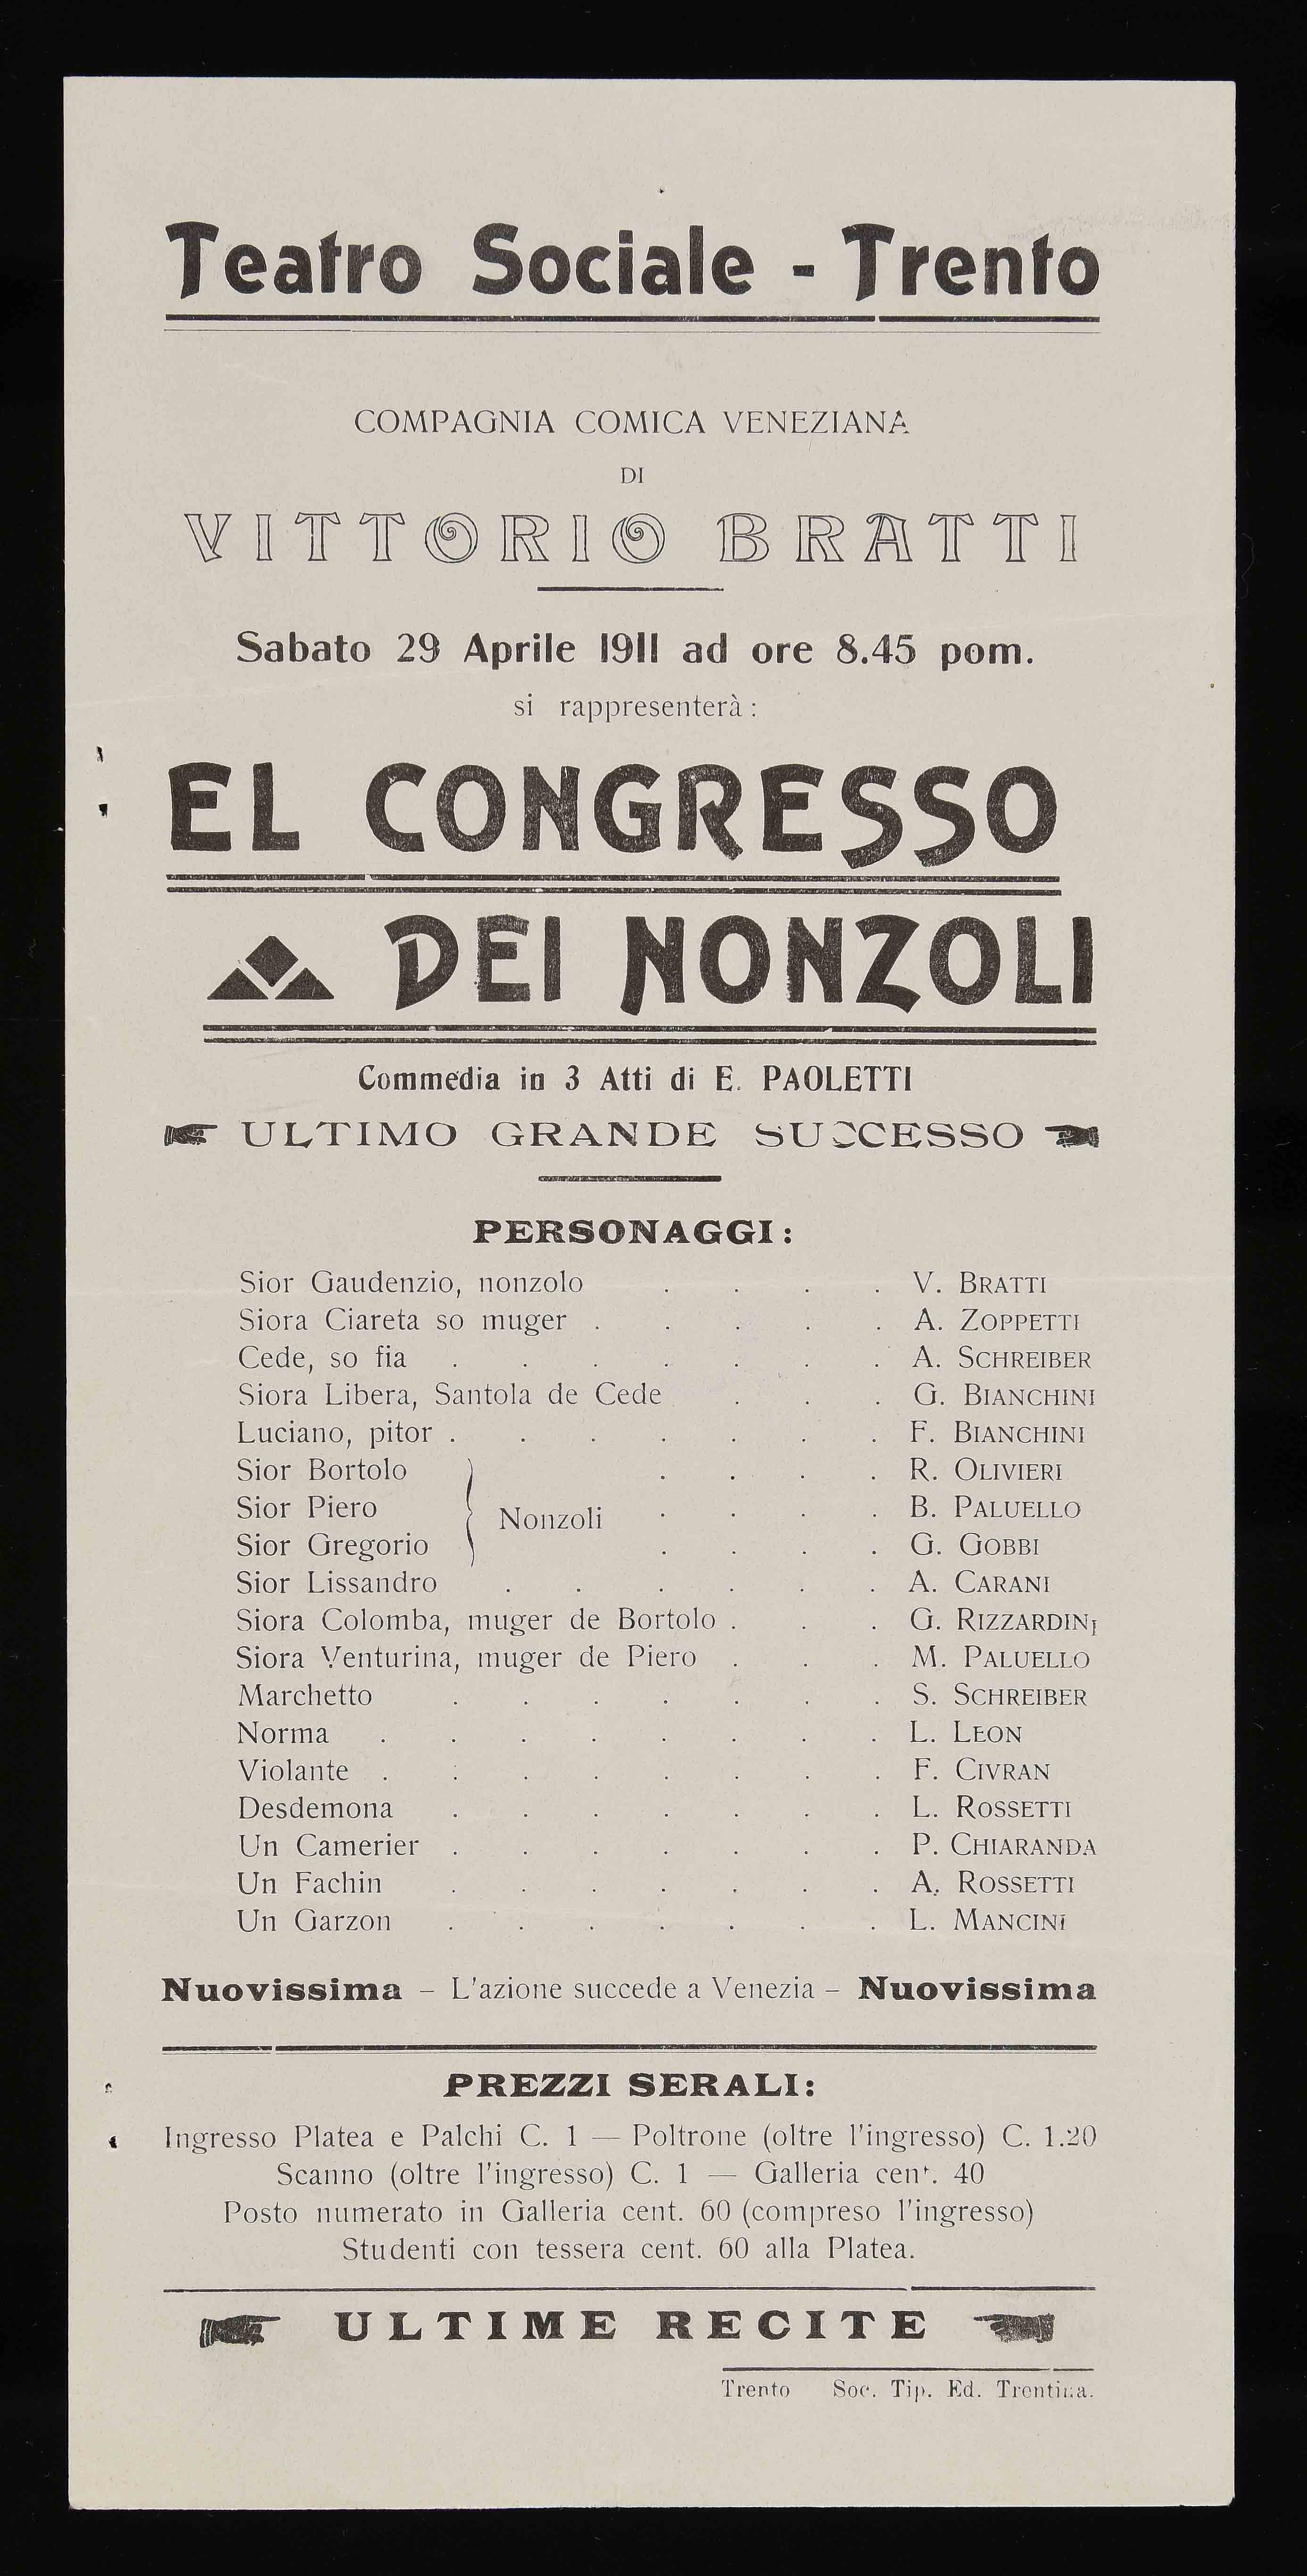 Teatro Sociale - Trento
COMPAGNIA COMICA VENEZIANA
DI
VITTORIO BRATTI
Sabato 29 Aprile 1911 ad ore 8.45 pom.
si rappresenterà:
EL CONGRESSO
DEI NONZOLI
Commedia in 3 Atti di E. PAOLETTI
ULTIMO GRANDE SUCCESSO
PERSONAGGI:
Sior Gaudenzio, nonzolo . . . . V. BRATTI
Siora Ciareta so muger . . . . . A. ZOPPETTI
Cede, so fia . . . . . . . A. SCHREIBER
Siora Libera, Santola de Cede . . . G. BIANCHINI
Luciano, pitor . . . . . . . F. BIANCHINI
Sior Bortolo . . . . R. OLIVIERI
Sior Piero } Nonzoli . . . . B. PALUELLO
Sior Gregorio . . . . G. GOBBI
Sior Lissandro . . . . . . A. CARANI
Siora Colomba, muger de Bortolo . . . G. RIZZARDINI
Siora Venturina, muger de Piero . . . M. PALUELLO
Marchetto . . . . . . . S. SCHREIBER
Norma . . . . . . . . L. LEON
Violante . . . . . . . . F. CIVRAN
Desdemona . . . . . . . L. ROSSETTI
Un Camerier . . . . . . . P. CHIARANDA
Un Fachin . . . . . . . A. ROSSETTI
Un Garzon . . . . . . . L. MANCINI
Nuovissima – L'azione succede a Venezia – Nuovissima
PREZZI SERALI:
Ingresso Platea e Palchi C. 1 — Poltrone (oltre l'ingresso) C. 1.20
Scanno (oltre l'ingresso) C. 1 — Galleria cent. 40
Posto numerato in Galleria cent. 60 (compreso l'ingresso)
Studenti con tessera cent. 60 alla Platea.
ULTIME RECITE
Trento Soc. Tip. Ed. Trentina.